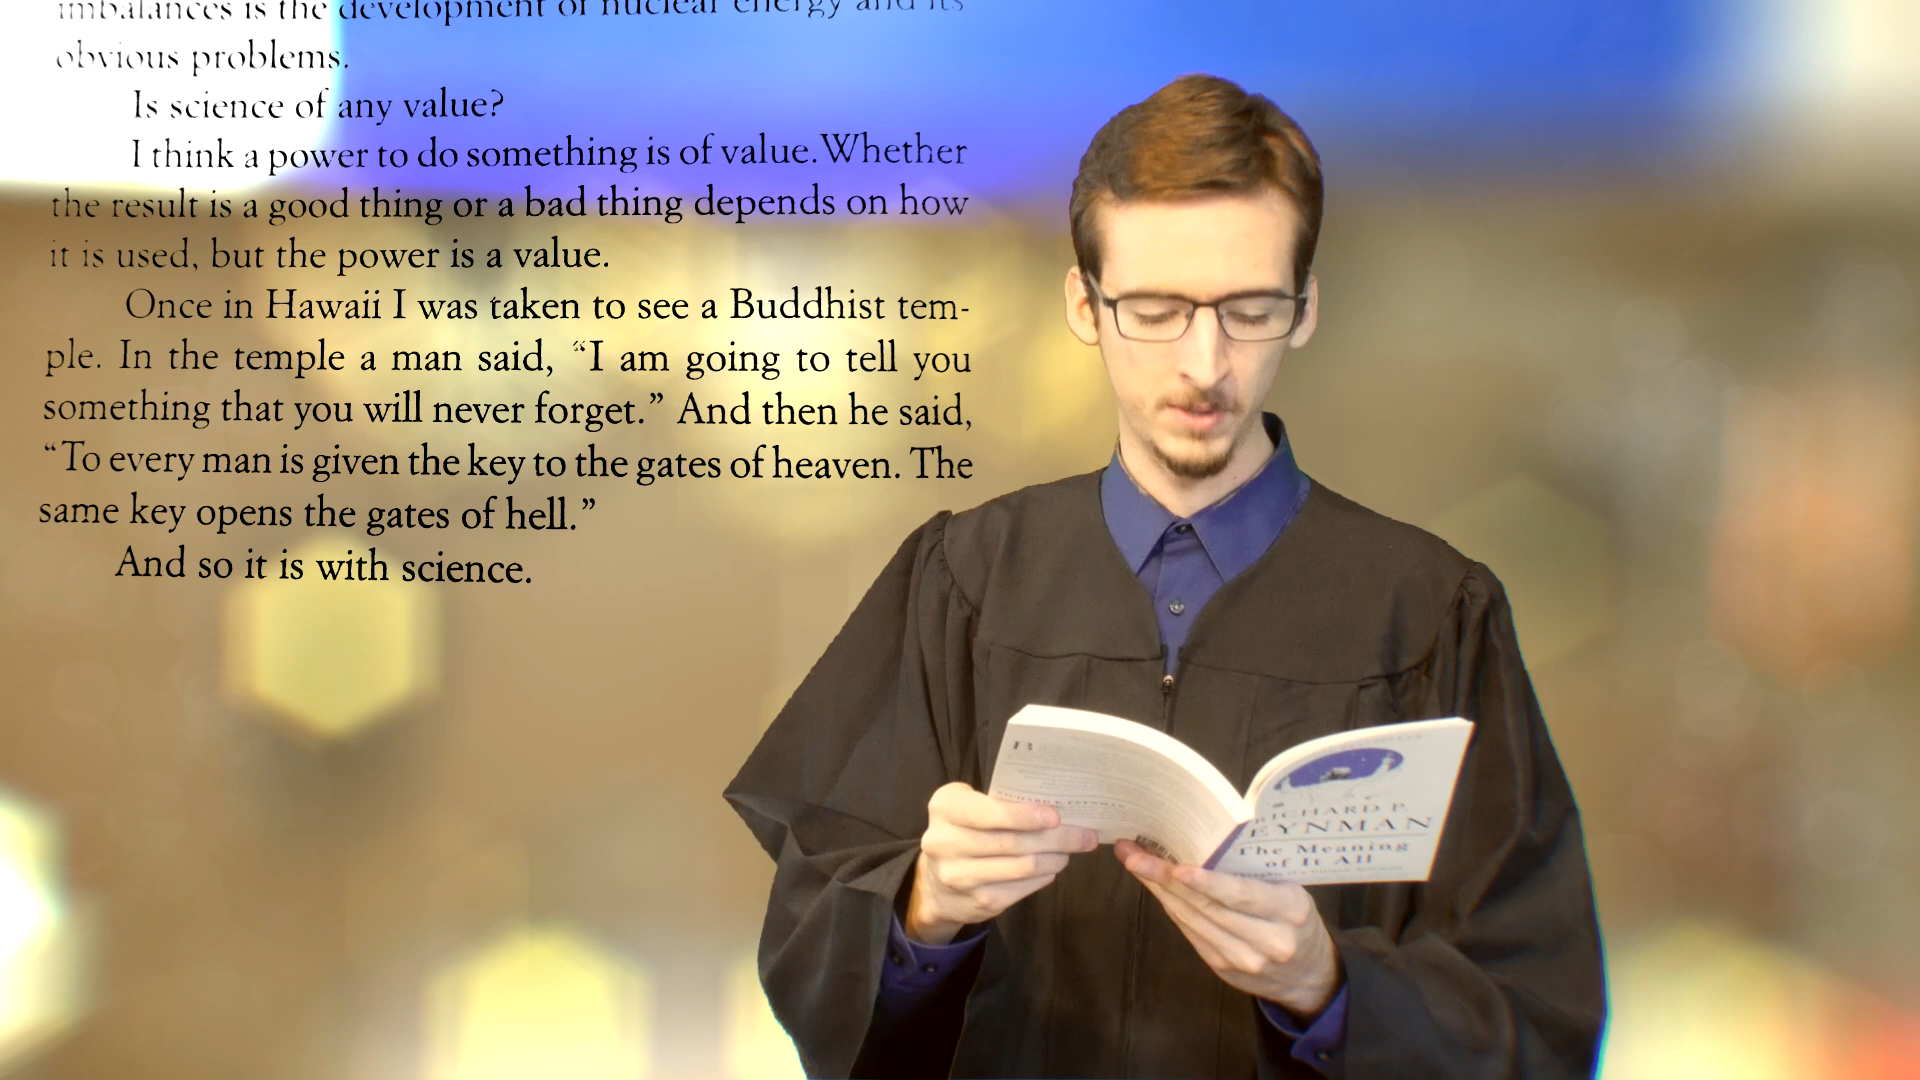 imbalances is the development of nuclear energy and its
obvious problems.
Is science of any value?
I think a power to do something is of value. Whether
the result is a good thing or a bad thing depends on how
it is used, but the power is a value.
Once in Hawaii I was taken to see a Buddhist tem-
ple. In the temple a man said, “I am going to tell you
something that you will never forget.” And then he said,
“To every man is given the key to the gates of heaven. The
same key opens the gates of hell.”
And so it is with science.
RICHARD P.
FEYNMAN
The Meaning
of It All